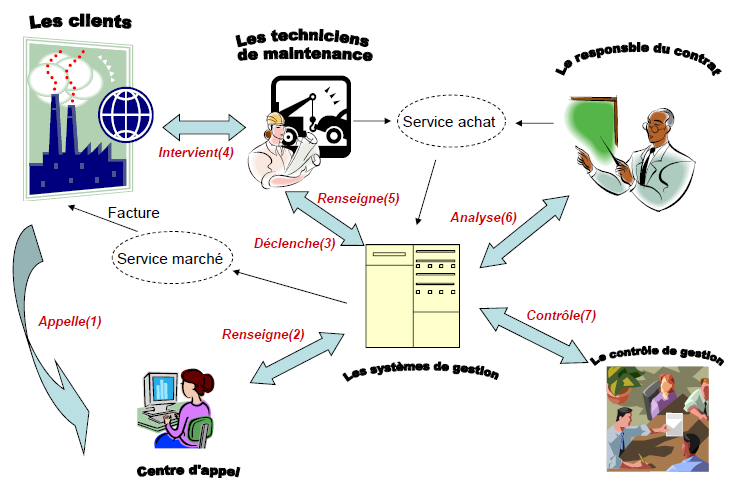 Les clients
Les techniciens
de maintenance
Le responsble du contrat
Service achat
Intervient(4)
Renseigne(5)
Analyse(6)
Facture
Déclenche(3)
Service marché
Appelle(1)
Renseigne(2)
Contrôle(7)
Les systèmes de gestion
Le contrôle de gestion
Centre d'appel